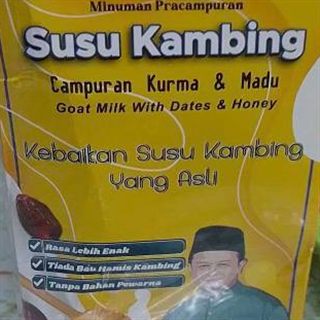 Minuman Pracampuran
Susu Kambing
Campuran Kurma & Madu
Goat Milk With Dates & Honey
Kebaikan Susu Kambing
Yang Asli
Rasa Lebih Enak
Tiada Bau Hamis Kambing
Tanpa Bahan Pewarna